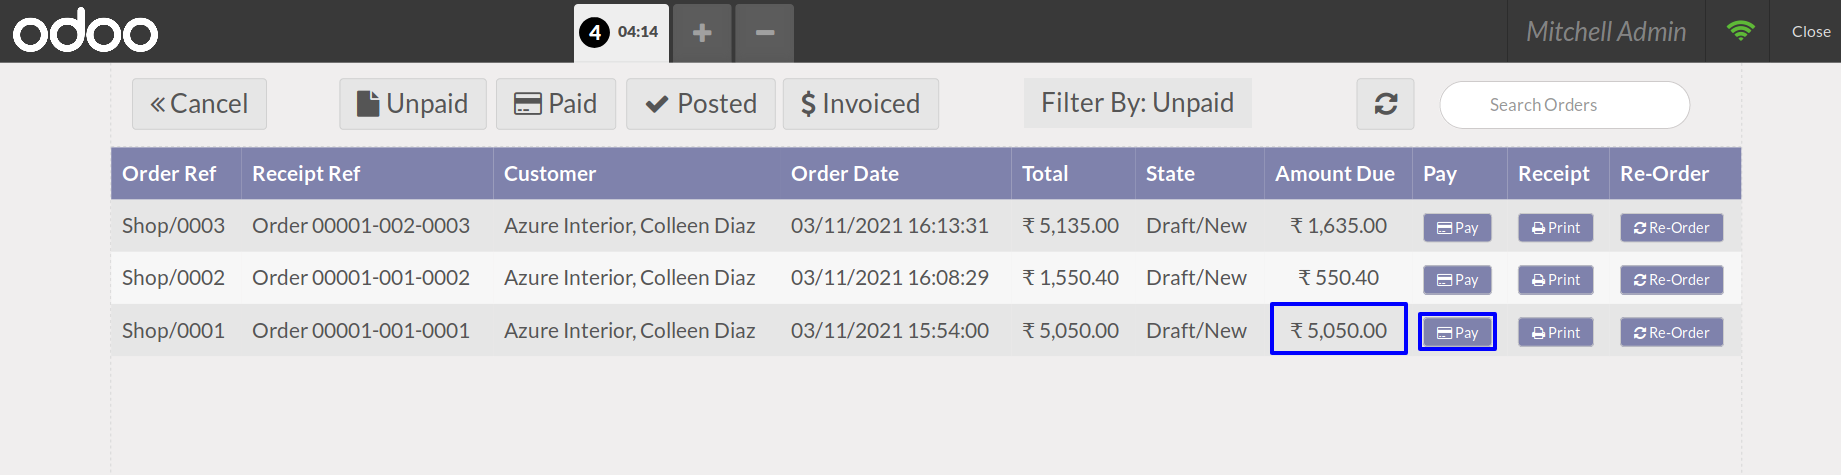 odoo 4 04:14 + − Mitchell Admin Close
« Cancel Unpaid Paid Posted $ Invoiced Filter By: Unpaid Search Orders
Order Ref Receipt Ref Customer Order Date Total State Amount Due Pay Receipt Re-Order
Shop/0003 Order 00001-002-0003 Azure Interior, Colleen Diaz 03/11/2021 16:13:31 ₹ 5,135.00 Draft/New ₹ 1,635.00 Pay Print Re-Order
Shop/0002 Order 00001-001-0002 Azure Interior, Colleen Diaz 03/11/2021 16:08:29 ₹ 1,550.40 Draft/New ₹ 550.40 Pay Print Re-Order
Shop/0001 Order 00001-001-0001 Azure Interior, Colleen Diaz 03/11/2021 15:54:00 ₹ 5,050.00 Draft/New ₹ 5,050.00 Pay Print Re-Order